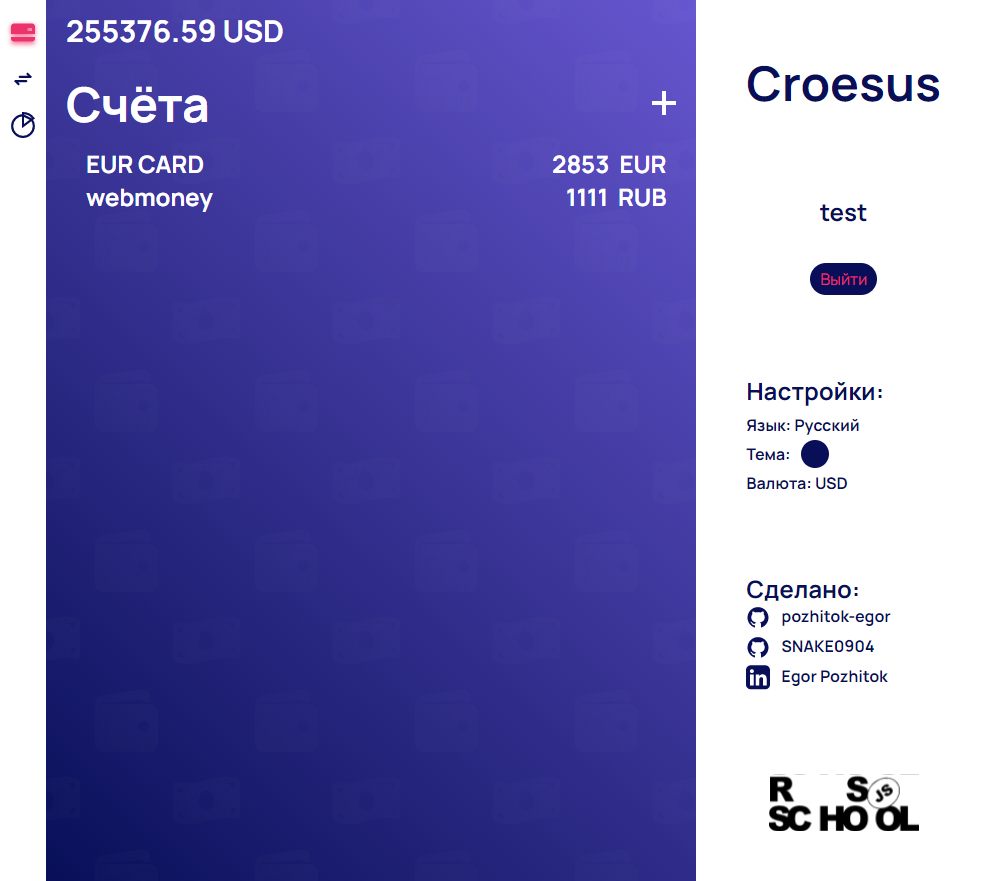 255376.59 USD
Счёта
EUR CARD 2853 EUR
webmoney 1111 RUB
Croesus
test
Выйти
Настройки:
Язык: Русский
Тема:
Валюта: USD
Сделано:
pozhitok-egor
SNAKE0904
in Egor Pozhitok
R S JS
SCHOOL